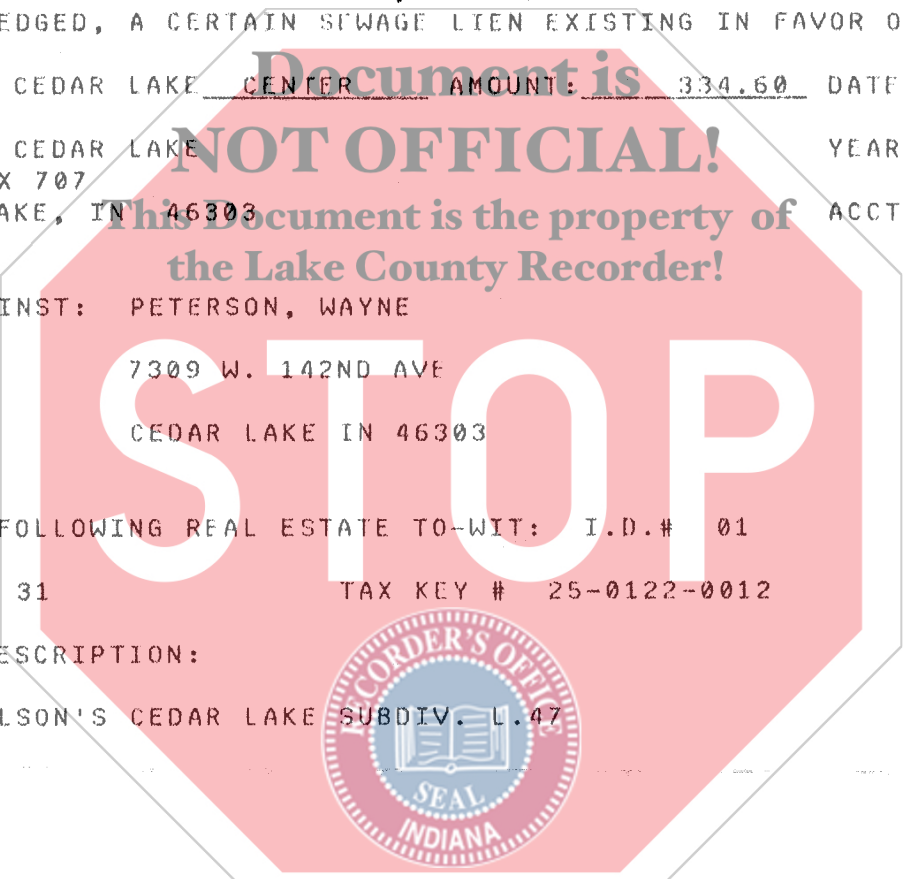 EDGED, A CERTAIN SEWAGE LIEN EXISTING IN FAVOR O
CEDAR LAKE CENTER AMOUNT: 334.60 DATE
CEDAR LAKE YEAR
X 707
AKE, IN 46303 ACCT
Document is
NOT OFFICIAL!
This Document is the property of
the Lake County Recorder!
INST: PETERSON, WAYNE
7309 W. 142ND AVE
CEDAR LAKE IN 46303
STOP
FOLLOWING REAL ESTATE TO-WIT: I.D.# 01
31 TAX KEY # 25-0122-0012
ESCRIPTION:
LSON'S CEDAR LAKE SUBDIV. L.47
RECORDER'S OFFICE
SEAL
INDIANA